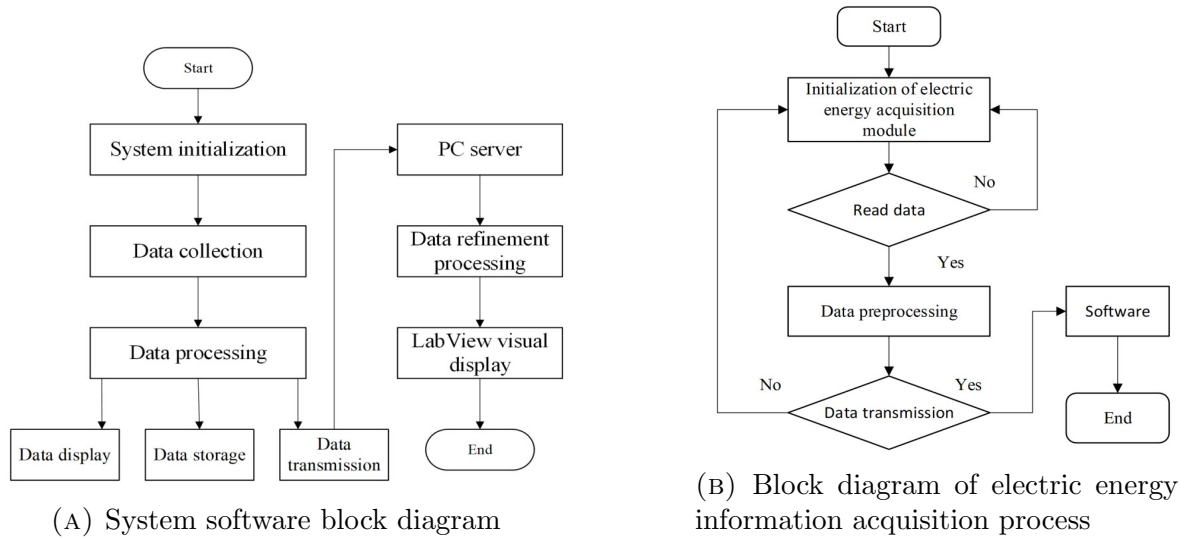 Start
System initialization
Data collection
Data processing
Data display
Data storage
Data
transmission
PC server
Data refinement
processing
LabView visual
display
End
(A) System software block diagram
Start
Initialization of electric
energy acquisition
module
No
Read data
Yes
Data preprocessing
No
Yes
Data transmission
Software
End
(B) Block diagram of electric energy
information acquisition process